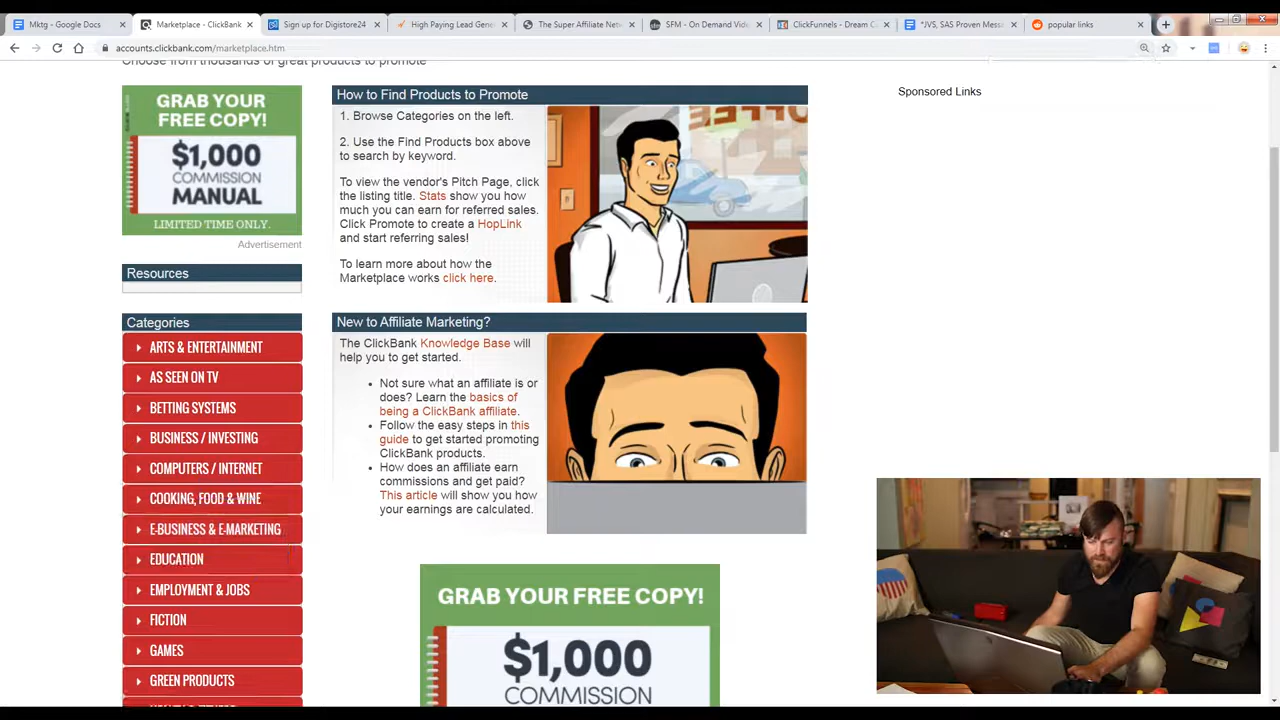 Mktg - Google Docs
Marketplace - ClickBank
Sign up for Digistore24
High Paying Lead Gene
The Super Affiliate Netw
SFM - On Demand Vide
ClickFunnels - Dream C
*JVS, SAS Proven Mess
popular links
accounts.clickbank.com/marketplace.htm
Choose from thousands of great products to promote
GRAB YOUR
FREE COPY!
$1,000
COMMISSION
MANUAL
LIMITED TIME ONLY.
Advertisement
Resources
Categories
ARTS & ENTERTAINMENT
AS SEEN ON TV
BETTING SYSTEMS
BUSINESS / INVESTING
COMPUTERS / INTERNET
COOKING, FOOD & WINE
E-BUSINESS & E-MARKETING
EDUCATION
EMPLOYMENT & JOBS
FICTION
GAMES
GREEN PRODUCTS
How to Find Products to Promote
1. Browse Categories on the left.
2. Use the Find Products box above
to search by keyword.
To view the vendor's Pitch Page, click
the listing title. Stats show you how
much you can earn for referred sales.
Click Promote to create a HopLink
and start referring sales!
To learn more about how the
Marketplace works click here.
New to Affiliate Marketing?
The ClickBank Knowledge Base will
help you to get started.
• Not sure what an affiliate is or
does? Learn the basics of
being a ClickBank affiliate.
• Follow the easy steps in this
guide to get started promoting
ClickBank products.
• How does an affiliate earn
commissions and get paid?
This article will show you how
your earnings are calculated.
GRAB YOUR FREE COPY!
$1,000
COMMISSION
Sponsored Links